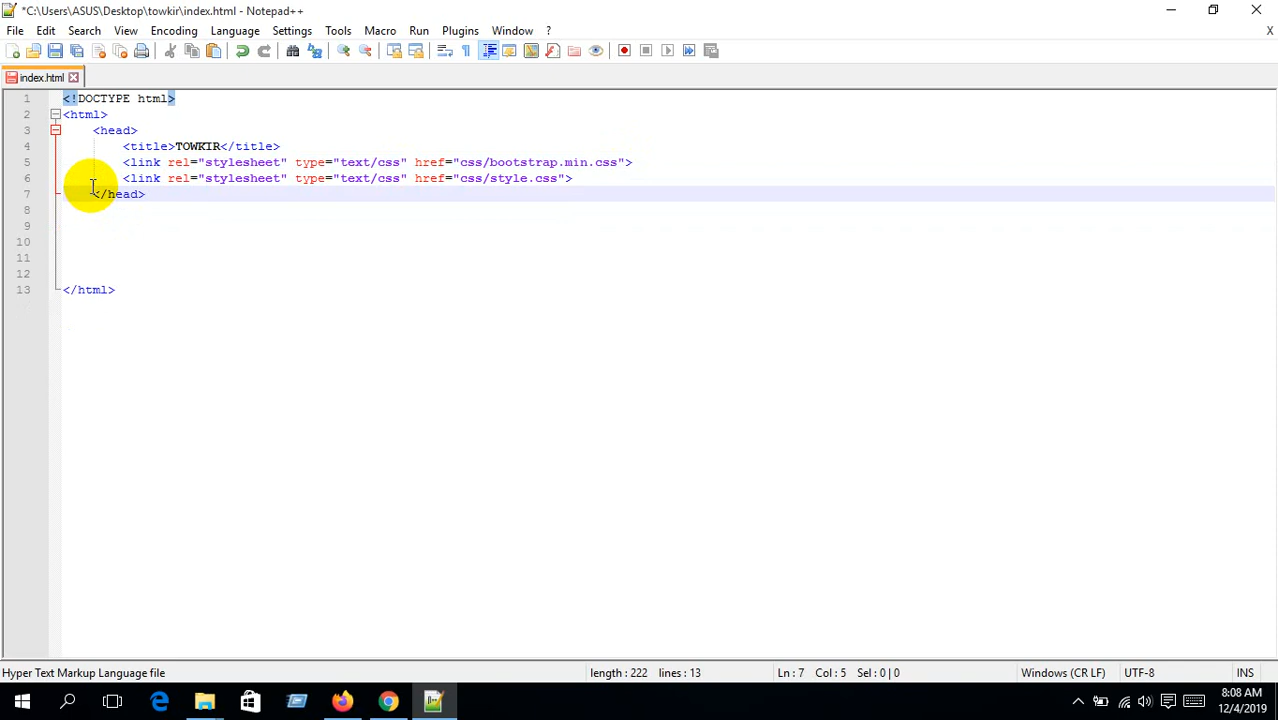 *C:\Users\ASUS\Desktop\towkir\index.html - Notepad++
File Edit Search View Encoding Language Settings Tools Macro Run Plugins Window ? X
index.html
1 <!DOCTYPE html>
2 <html>
3 <head>
4 <title>TOWKIR</title>
5 <link rel="stylesheet" type="text/css" href="css/bootstrap.min.css">
6 <link rel="stylesheet" type="text/css" href="css/style.css">
7 </head>
8
9
10
11
12
13 </html>
Hyper Text Markup Language file length : 222 lines : 13 Ln : 7 Col : 5 Sel : 0 | 0 Windows (CR LF) UTF-8 INS
8:08 AM
12/4/2019